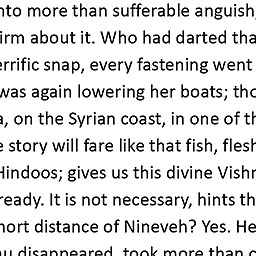 nto more than sufferable anguish,
irm about it. Who had darted tha
errific snap, every fastening went
was again lowering her boats; tho
a, on the Syrian coast, in one of th
e story will fare like that fish, flesh
Hindoos; gives us this divine Vishn
ready. It is not necessary, hints th
hort distance of Nineveh? Yes. He
u disappeared, took more than o